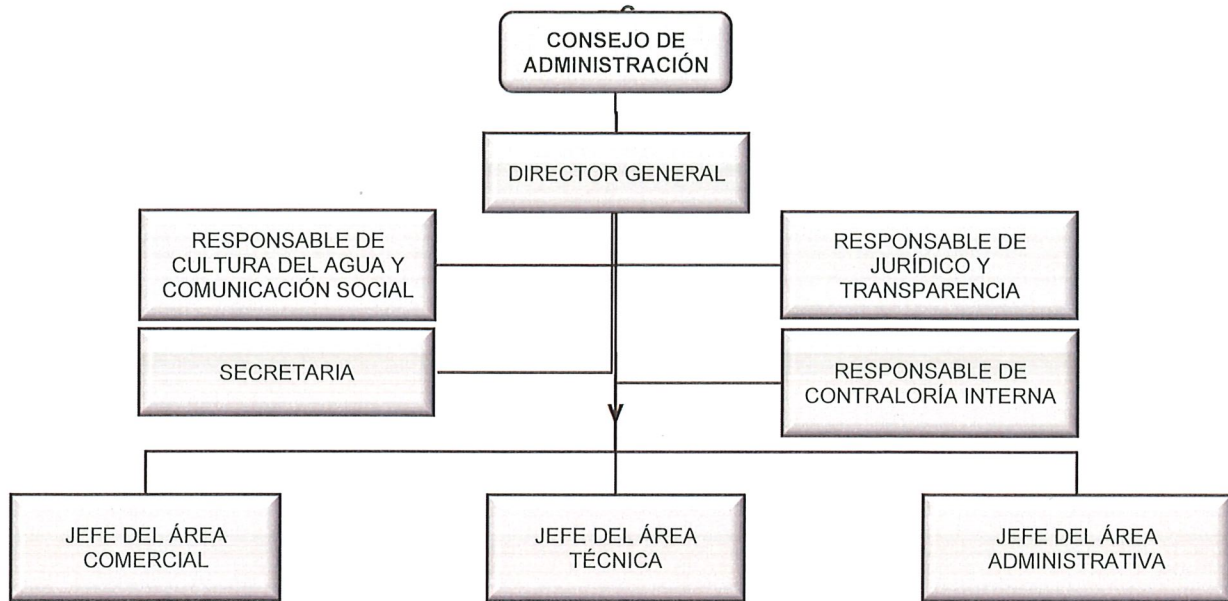 CONSEJO DE
ADMINISTRACIÓN
DIRECTOR GENERAL
RESPONSABLE DE
CULTURA DEL AGUA Y
COMUNICACIÓN SOCIAL
RESPONSABLE DE
JURÍDICO Y
TRANSPARENCIA
SECRETARIA
RESPONSABLE DE
CONTRALORÍA INTERNA
JEFE DEL ÁREA
COMERCIAL
JEFE DEL ÁREA
TÉCNICA
JEFE DEL ÁREA
ADMINISTRATIVA